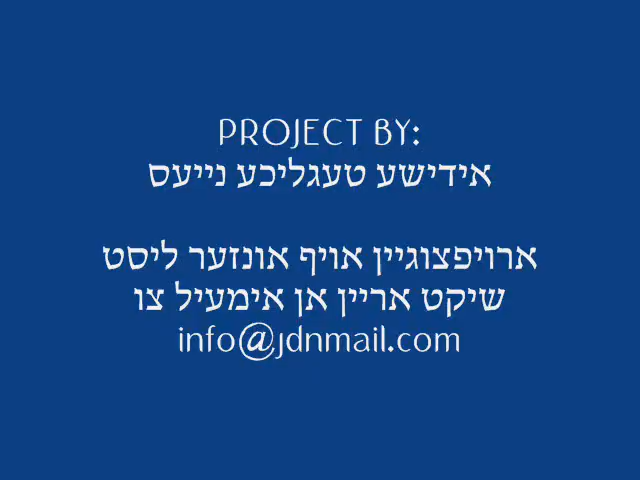 PROJECT BY:
אידישע טעגליכע נייעס
ארויפצוגיין אויף אונזער ליסט
שיקט אריין אן אימעיל צו
info@jdnmail.com